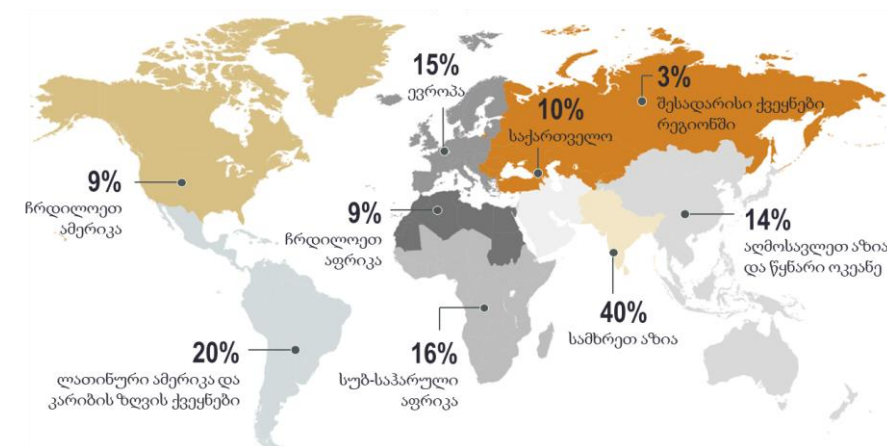 15%
ევროპა
3%
შესადარისი ქვეყნები
რეგიონში
10%
საქართველო
9%
ჩრდილოეთ
ამერიკა
9%
ჩრდილოეთ
აფრიკა
14%
აღმოსავლეთ აზია
და წყნარი ოკეანე
40%
სამხრეთ აზია
20%
ლათინური ამერიკა და
კარიბის ზღვის ქვეყნები
16%
სუბ-საჰარული
აფრიკა